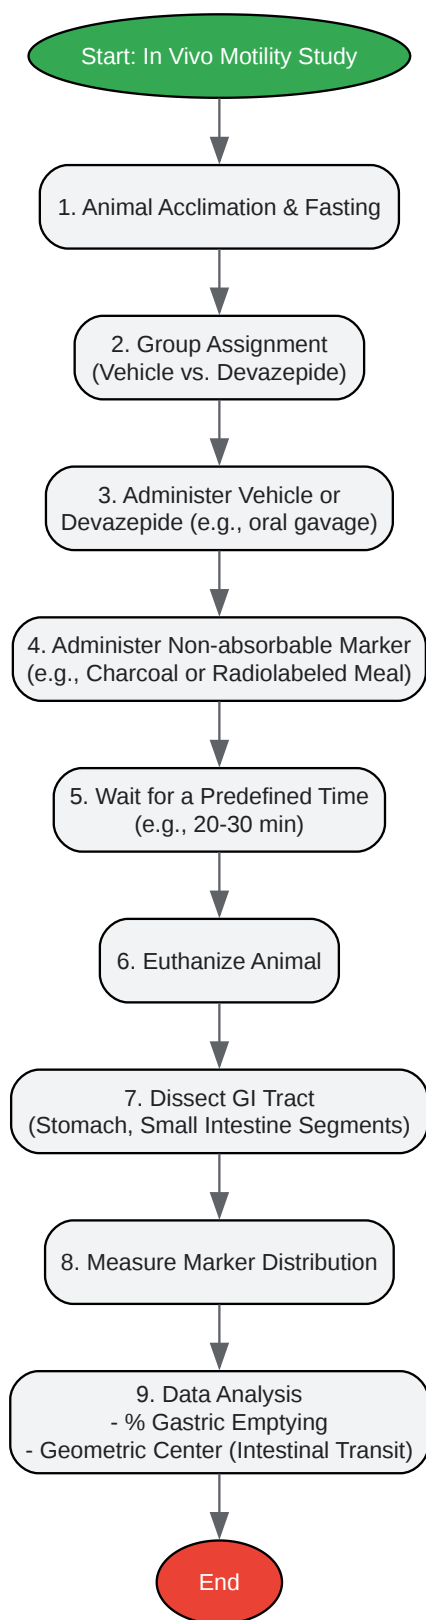 Start: In Vivo Motility Study
1. Animal Acclimation & Fasting
2. Group Assignment
(Vehicle vs. Devazepide)
3. Administer Vehicle or
Devazepide (e.g., oral gavage)
4. Administer Non-absorbable Marker
(e.g., Charcoal or Radiolabeled Meal)
5. Wait for a Predefined Time
(e.g., 20-30 min)
6. Euthanize Animal
7. Dissect GI Tract
(Stomach, Small Intestine Segments)
8. Measure Marker Distribution
9. Data Analysis
- % Gastric Emptying
- Geometric Center (Intestinal Transit)
End